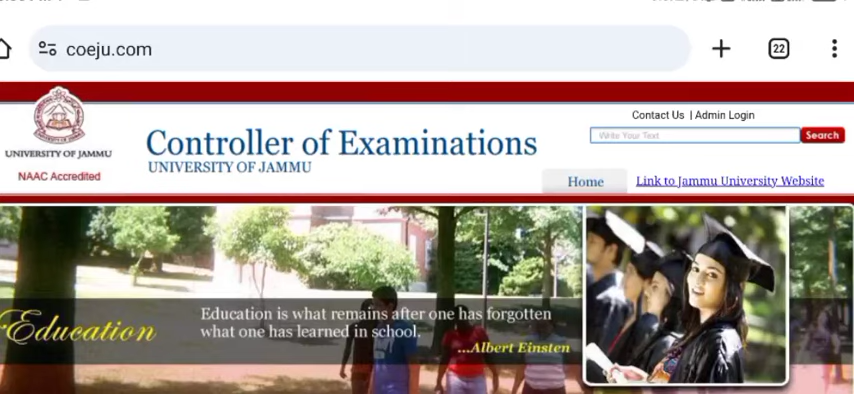 coeju.com
22
Contact Us | Admin Login
Write Your Text
Search
UNIVERSITY OF JAMMU
NAAC Accredited
Controller of Examinations
UNIVERSITY OF JAMMU
Home
Link to Jammu University Website
Education
Education is what remains after one has forgotten
what one has learned in school.
...Albert Einsten